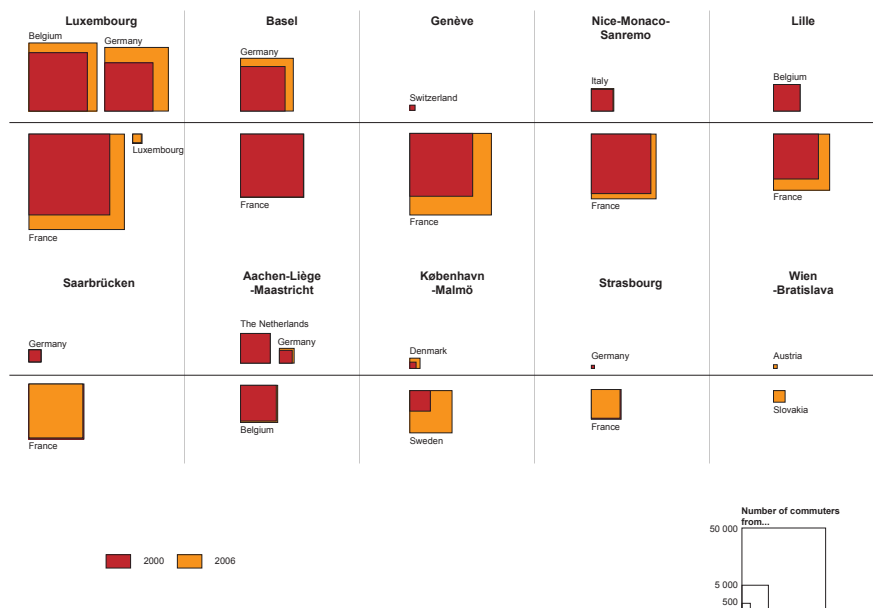 Luxembourg
Basel
Genève
Nice-Monaco-
Sanremo
Lille
Belgium
Germany
Germany
Switzerland
Italy
Belgium
Luxembourg
France
France
France
France
France
Saarbrücken
Aachen-Liège
-Maastricht
København
-Malmö
Strasbourg
Wien
-Bratislava
Germany
The Netherlands
Germany
Denmark
Germany
Austria
France
Belgium
Sweden
France
Slovakia
2000
2006
Number of commuters
from...
50 000
5 000
500